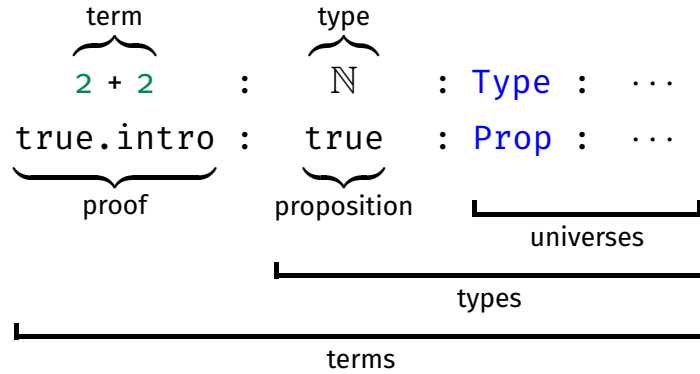 term type
2 + 2 : ℕ : Type : ⋯
true.intro : true : Prop : ⋯
proof proposition
universes
types
terms